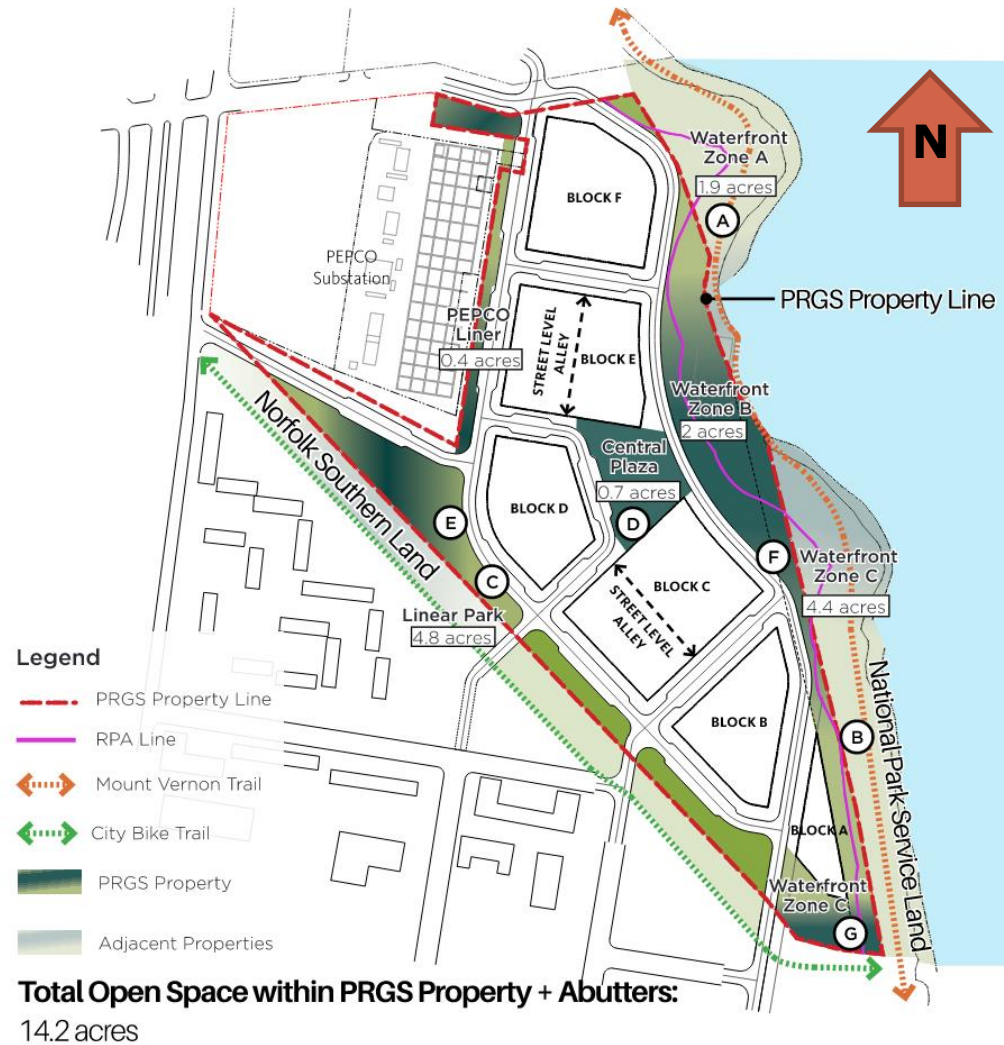 N
Waterfront
Zone A
1.9 acres
A
BLOCK F
PEPCO
Substation
PRGS Property Line
PEPCO
Liner
0.4 acres
STREET LEVEL
ALLEY
BLOCK E
Waterfront
Zone B
2 acres
Central
Plaza
0.7 acres
Norfolk Southern Land
BLOCK D
D
E
F
Waterfront
Zone C
4.4 acres
C
BLOCK C
STREET LEVEL
ALLEY
Linear Park
4.8 acres
National Park Service Land
BLOCK B
B
BLOCK A
Waterfront
Zone C
G
Legend
PRGS Property Line
RPA Line
Mount Vernon Trail
City Bike Trail
PRGS Property
Adjacent Properties
Total Open Space within PRGS Property + Abutters:
14.2 acres